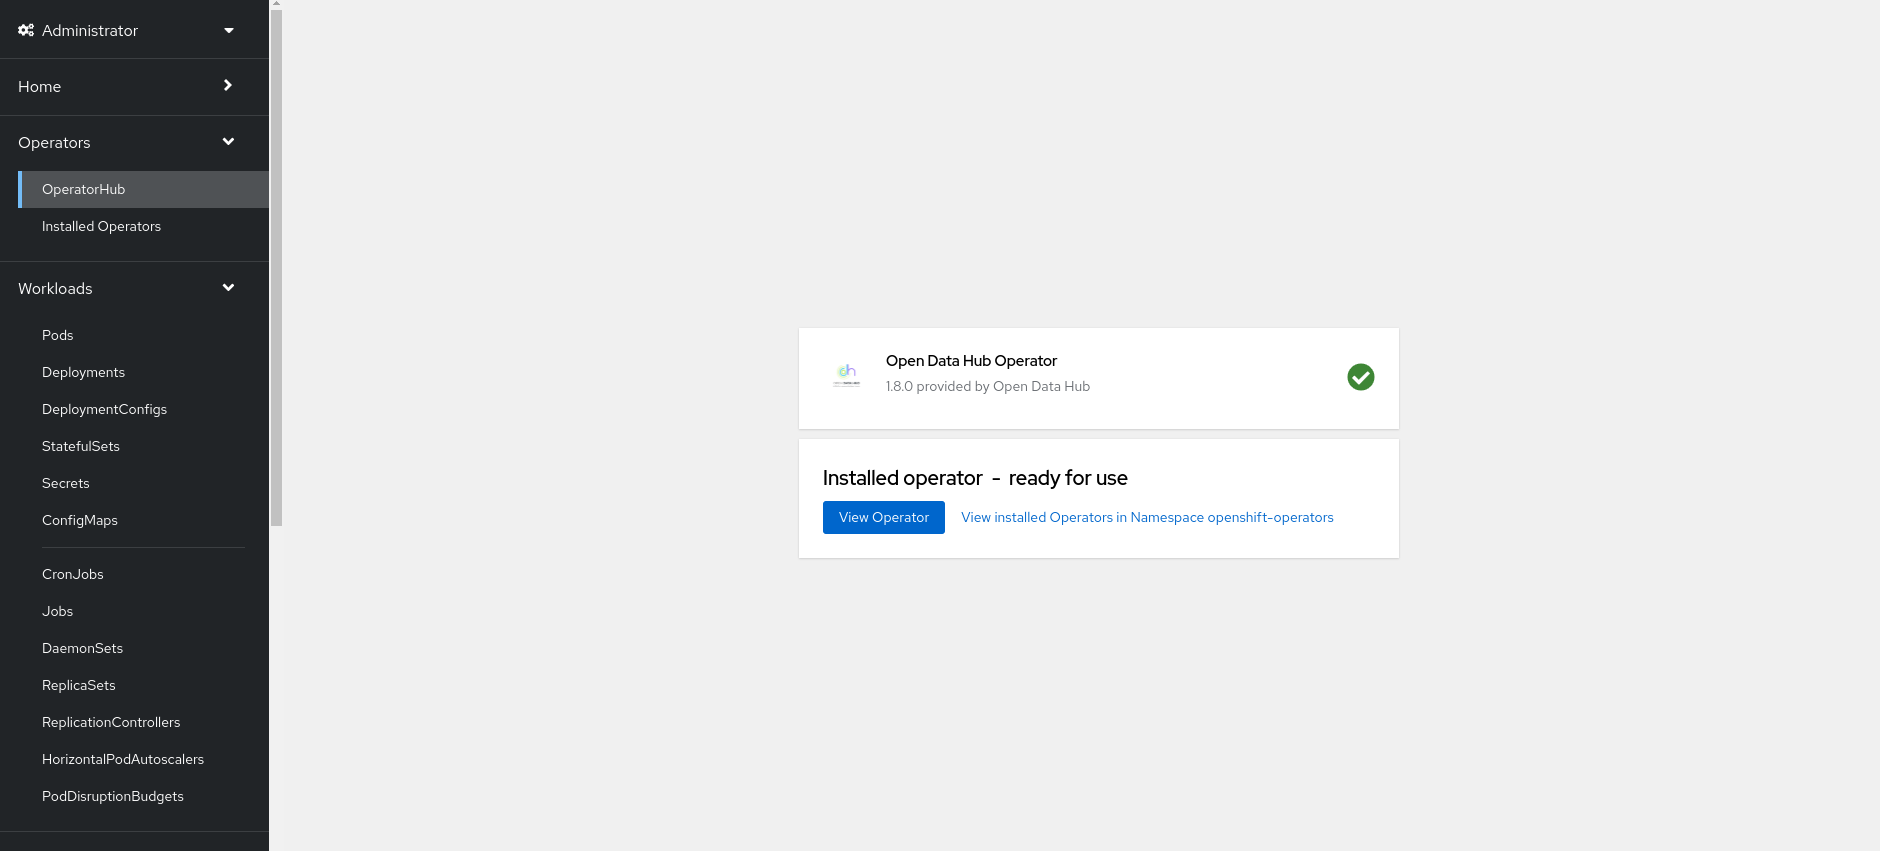 Administrator
Home
Operators
OperatorHub
Installed Operators
Workloads
Pods
Deployments
DeploymentConfigs
StatefulSets
Secrets
ConfigMaps
CronJobs
Jobs
DaemonSets
ReplicaSets
ReplicationControllers
HorizontalPodAutoscalers
PodDisruptionBudgets
Open Data Hub Operator
1.8.0 provided by Open Data Hub
Installed operator - ready for use
View Operator
View installed Operators in Namespace openshift-operators